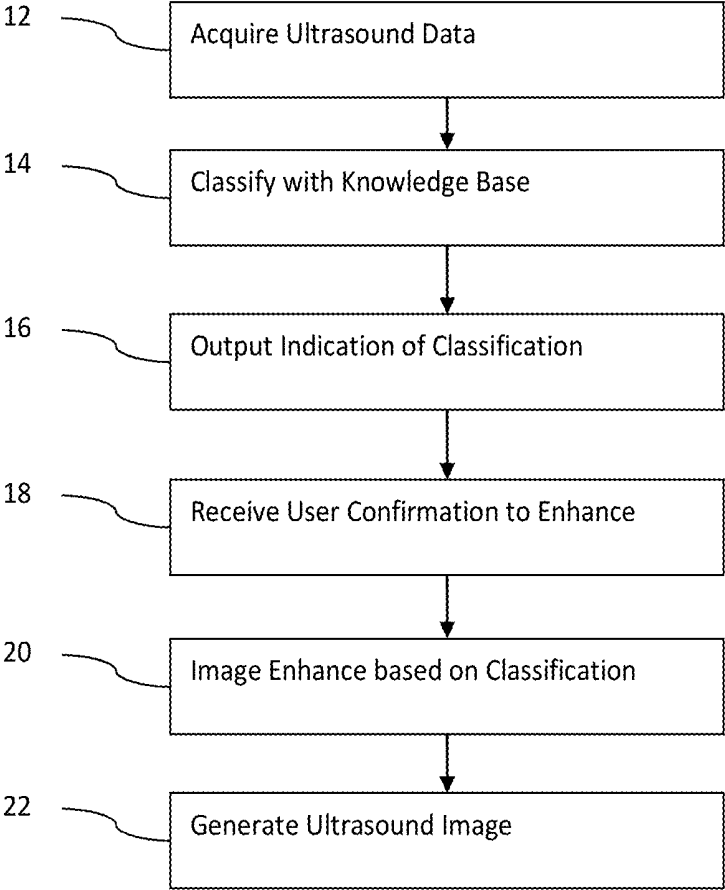 12
Acquire Ultrasound Data
14
Classify with Knowledge Base
16
Output Indication of Classification
18
Receive User Confirmation to Enhance
20
Image Enhance based on Classification
22
Generate Ultrasound Image